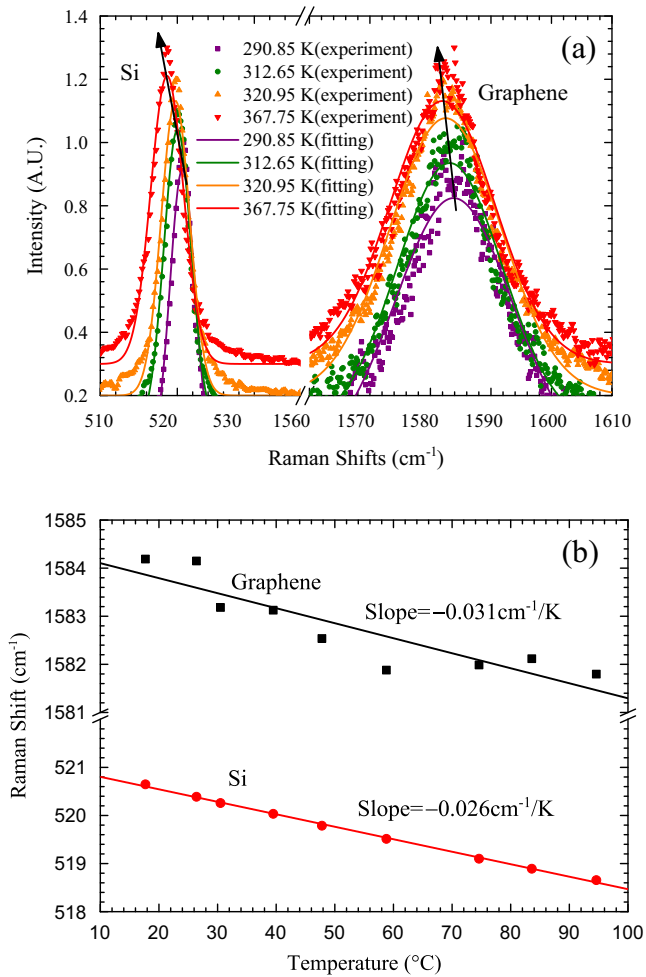 1.4
1.2
1.0
0.8
0.6
0.4
0.2
Intensity (A.U.)
(a)
Si
Graphene
290.85 K(experiment)
312.65 K(experiment)
320.95 K(experiment)
367.75 K(experiment)
290.85 K(fitting)
312.65 K(fitting)
320.95 K(fitting)
367.75 K(fitting)
510 520 530 1560 1570 1580 1590 1600 1610
Raman Shifts (cm⁻¹)
1585
1584
1583
1582
1581
521
520
519
518
Raman Shift (cm⁻¹)
(b)
Graphene
Slope=−0.031cm⁻¹/K
Si
Slope=−0.026cm⁻¹/K
10 20 30 40 50 60 70 80 90 100
Temperature (°C)